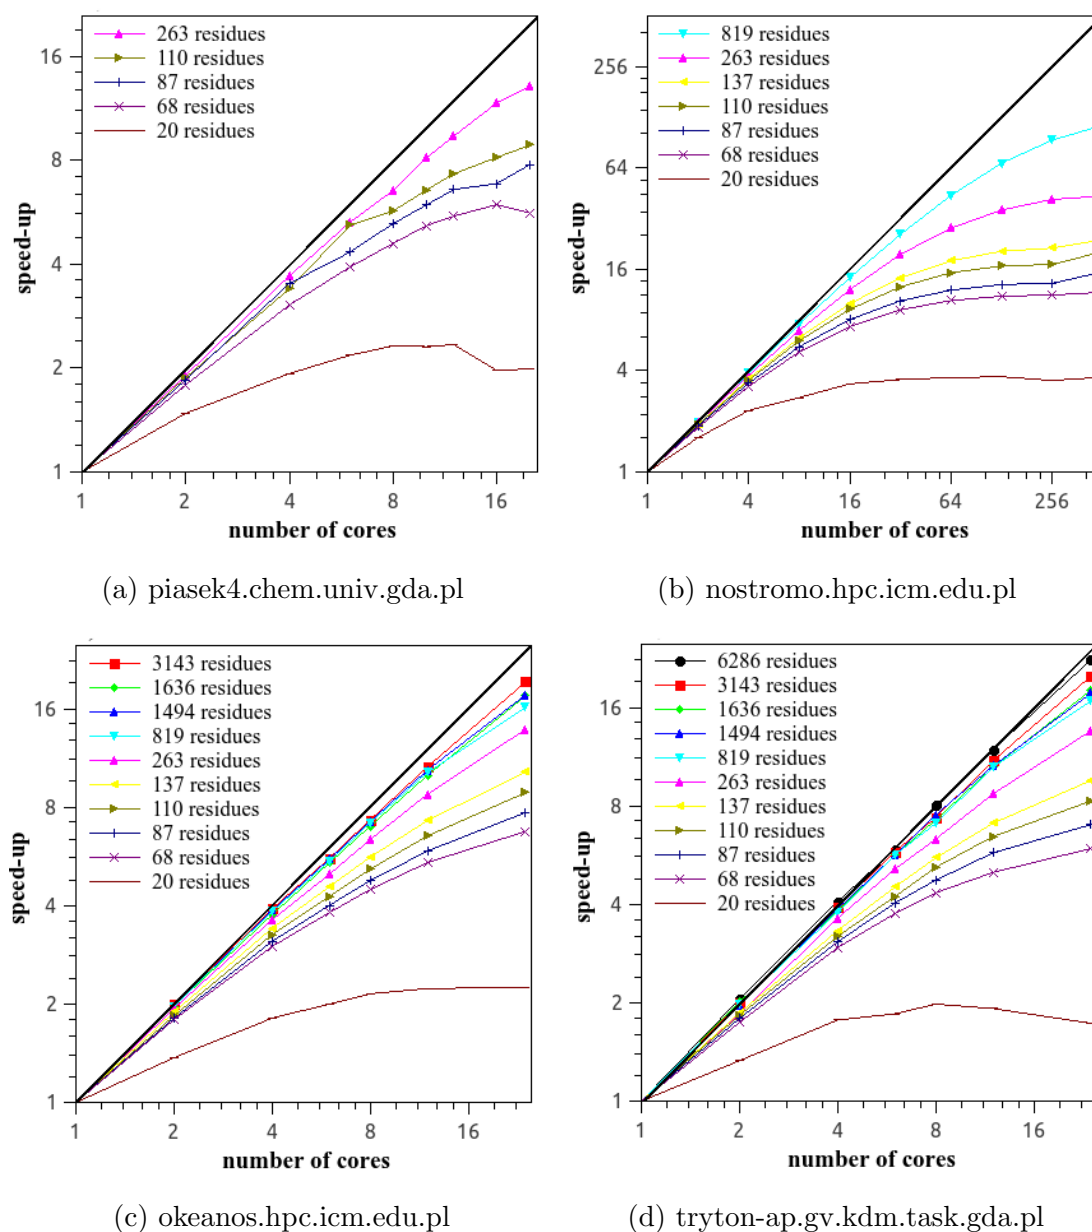 263 residues
110 residues
87 residues
68 residues
20 residues
16
8
4
2
1
speed-up
1 2 4 8 16
number of cores
(a) piasek4.chem.univ.gda.pl
819 residues
263 residues
137 residues
110 residues
87 residues
68 residues
20 residues
256
64
16
4
1
speed-up
1 4 16 64 256
number of cores
(b) nostromo.hpc.icm.edu.pl
3143 residues
1636 residues
1494 residues
819 residues
263 residues
137 residues
110 residues
87 residues
68 residues
20 residues
16
8
4
2
1
speed-up
1 2 4 8 16
number of cores
(c) okeanos.hpc.icm.edu.pl
6286 residues
3143 residues
1636 residues
1494 residues
819 residues
263 residues
137 residues
110 residues
87 residues
68 residues
20 residues
16
8
4
2
1
speed-up
1 2 4 8 16
number of cores
(d) tryton-ap.gv.kdm.task.gda.pl